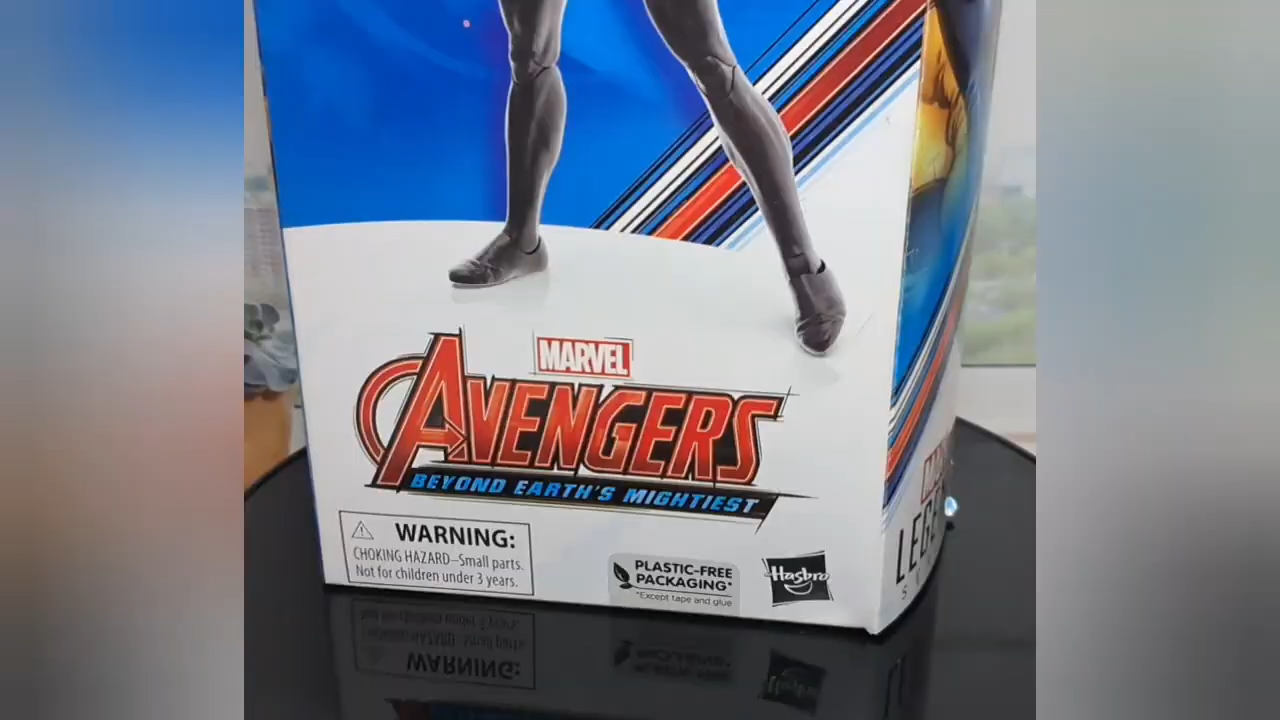 MARVEL
AVENGERS
BEYOND EARTH'S MIGHTIEST
WARNING:
CHOKING HAZARD–Small parts.
Not for children under 3 years.
PLASTIC-FREE
PACKAGING*
*Except tape and glue
Hasbro